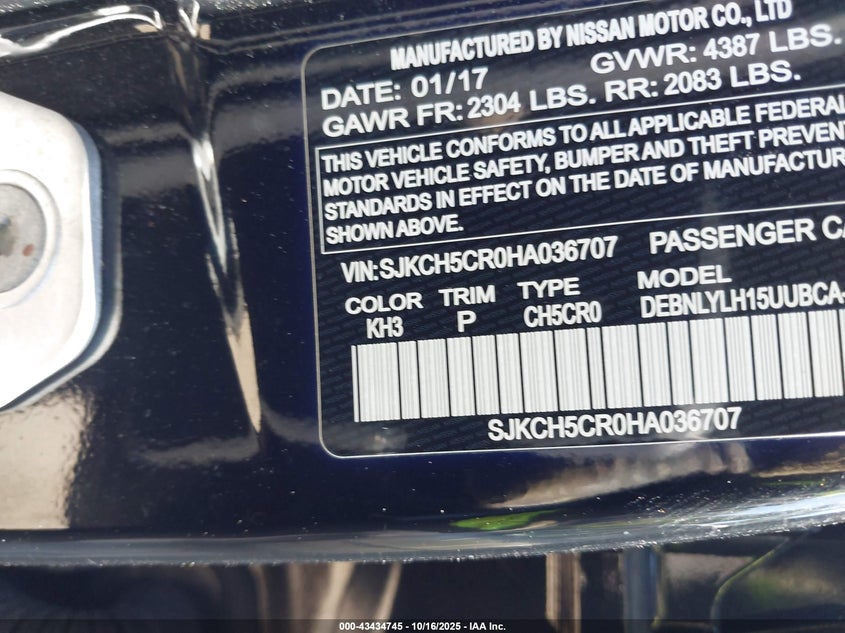 MANUFACTURED BY NISSAN MOTOR CO., LTD
DATE: 01/17 GVWR: 4387 LBS.
GAWR FR: 2304 LBS. RR: 2083 LBS.
THIS VEHICLE CONFORMS TO ALL APPLICABLE FEDERAL
MOTOR VEHICLE SAFETY, BUMPER AND THEFT PREVENT
STANDARDS IN EFFECT ON THE DATE OF MANUFACTUR
SHOWN ABOVE.
VIN: SJKCH5CR0HA036707 PASSENGER CA
COLOR TRIM TYPE MODEL
KH3 P CH5CR0 DEBNLYLH15UUBCA-
SJKCH5CR0HA036707
000-43434745 - 10/16/2025 - IAA Inc.